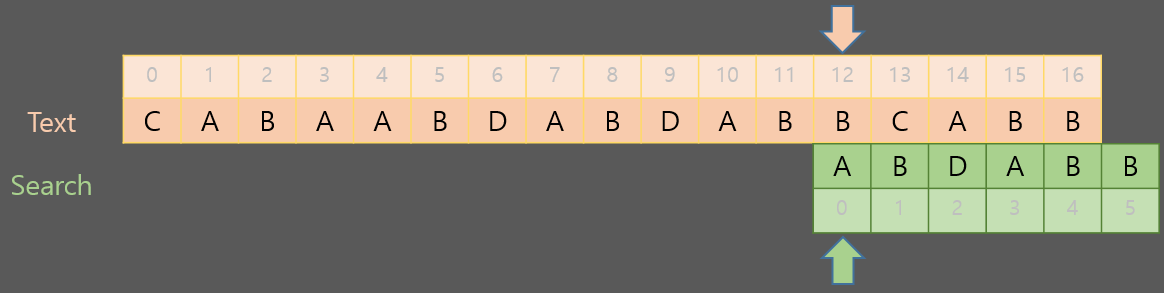 0 1 2 3 4 5 6 7 8 9 10 11 12 13 14 15 16
Text C A B A A B D A B D A B B C A B B
Search A B D A B B
0 1 2 3 4 5